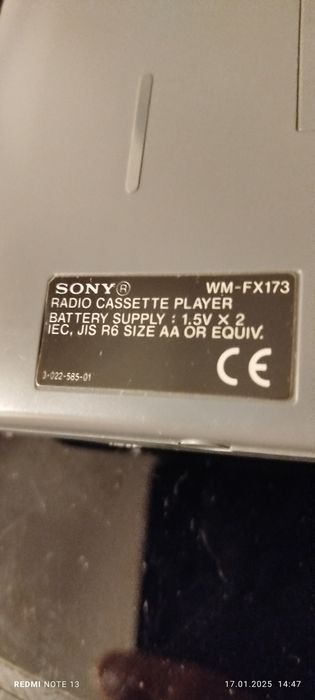 SONY® WM-FX173
RADIO CASSETTE PLAYER
BATTERY SUPPLY : 1.5V X 2
IEC, JIS R6 SIZE AA OR EQUIV.
CE
3-022-585-01
REDMI NOTE 13 17.01.2025 14:47